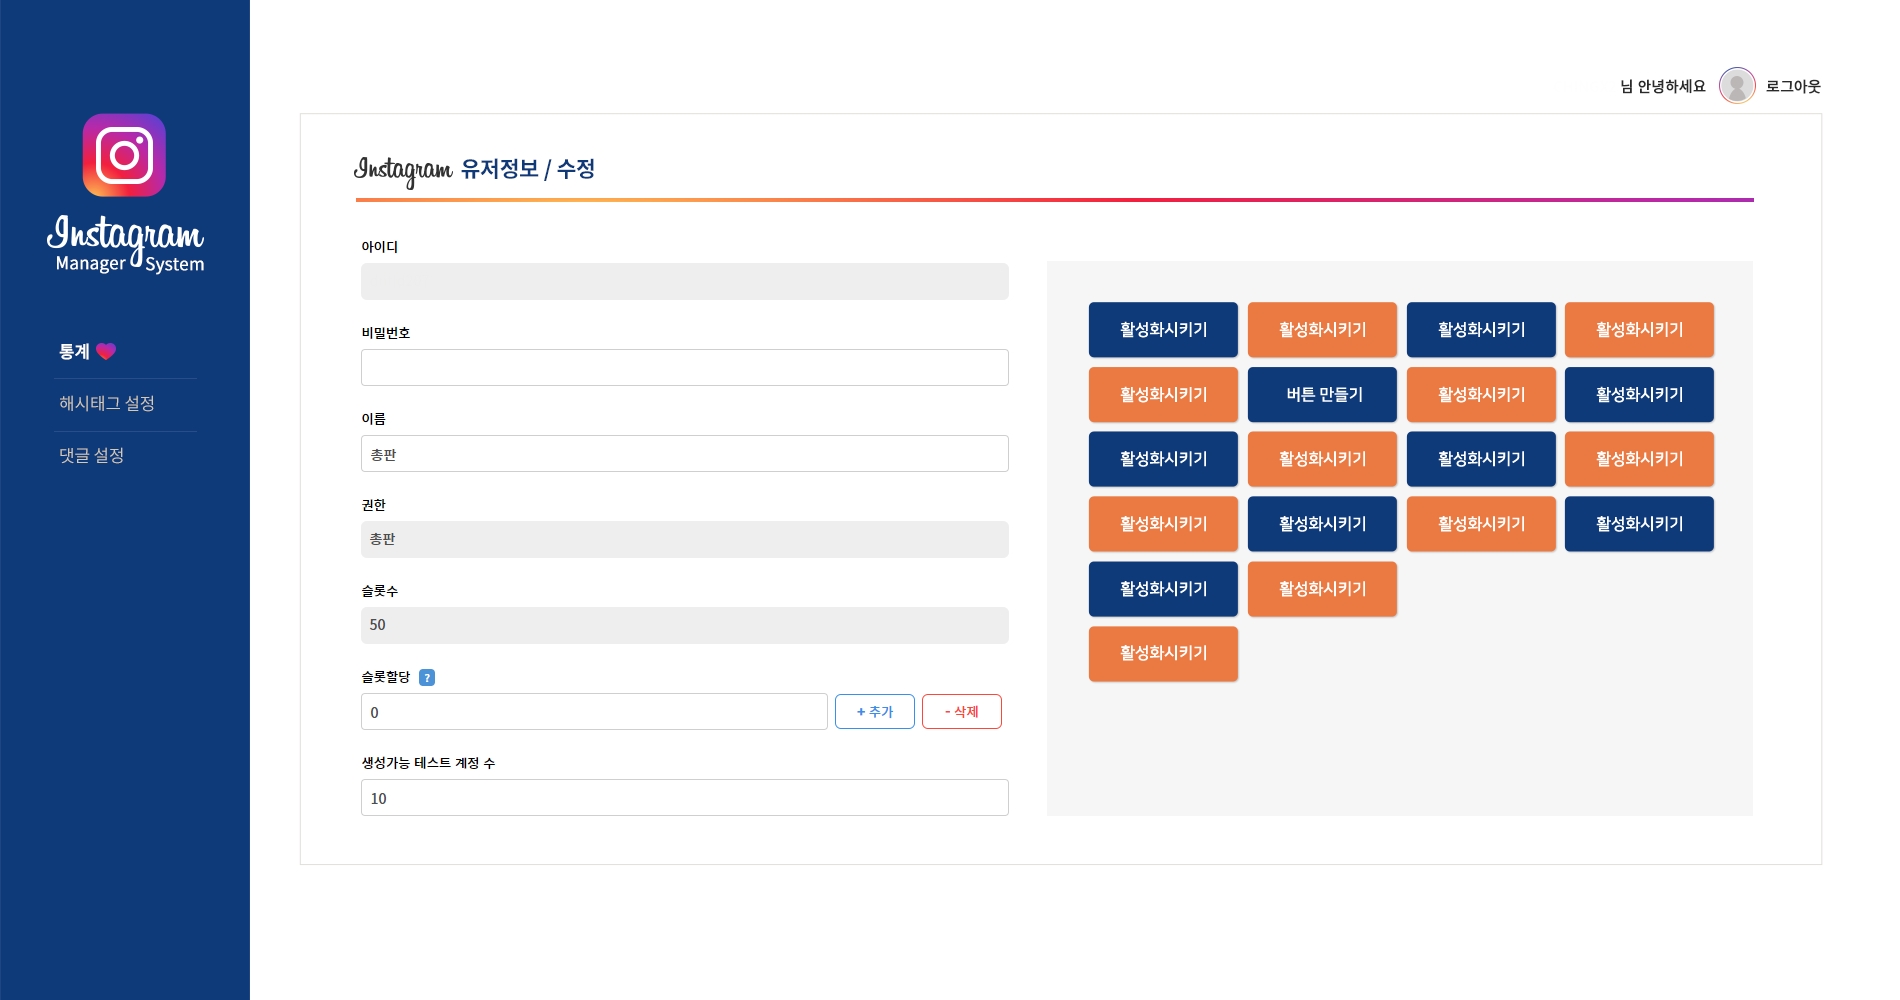 Instagram
Manager System
통계
해시태그 설정
댓글 설정
님 안녕하세요 로그아웃
Instagram 유저정보 / 수정
아이디
비밀번호
이름
총판
권한
총판
슬롯수
50
슬롯할당 ?
0 + 추가 - 삭제
생성가능 테스트 계정 수
10
활성화시키기 활성화시키기 활성화시키기 활성화시키기
활성화시키기 버튼 만들기 활성화시키기 활성화시키기
활성화시키기 활성화시키기 활성화시키기 활성화시키기
활성화시키기 활성화시키기 활성화시키기 활성화시키기
활성화시키기 활성화시키기
활성화시키기